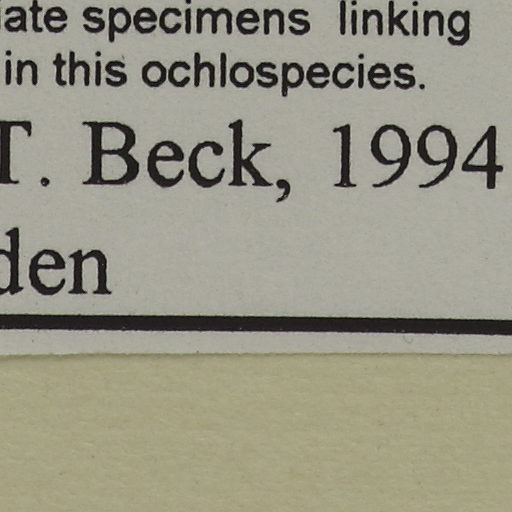 iate specimens linking
in this ochlospecies.
T. Beck, 1994
den